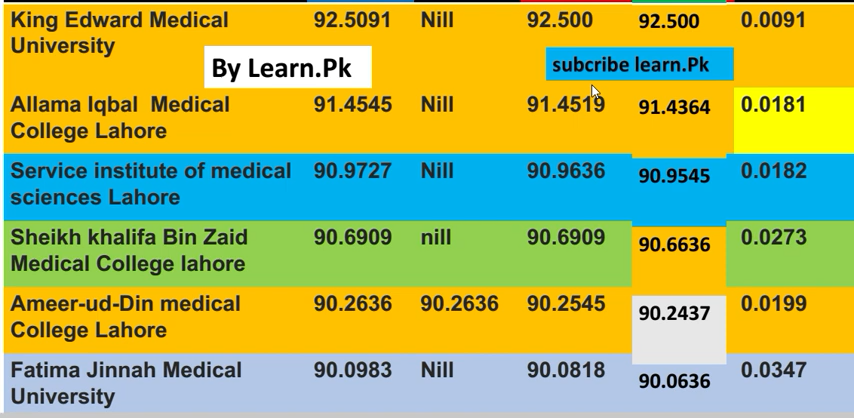 King Edward Medical 92.5091 Nill 92.500 92.500 0.0091
University
By Learn.Pk subcribe learn.Pk
Allama Iqbal Medical 91.4545 Nill 91.4519 91.4364 0.0181
College Lahore
Service institute of medical 90.9727 Nill 90.9636 90.9545 0.0182
sciences Lahore
Sheikh khalifa Bin Zaid 90.6909 nill 90.6909 90.6636 0.0273
Medical College lahore
Ameer-ud-Din medical 90.2636 90.2636 90.2545 90.2437 0.0199
College Lahore
Fatima Jinnah Medical 90.0983 Nill 90.0818 90.0636 0.0347
University